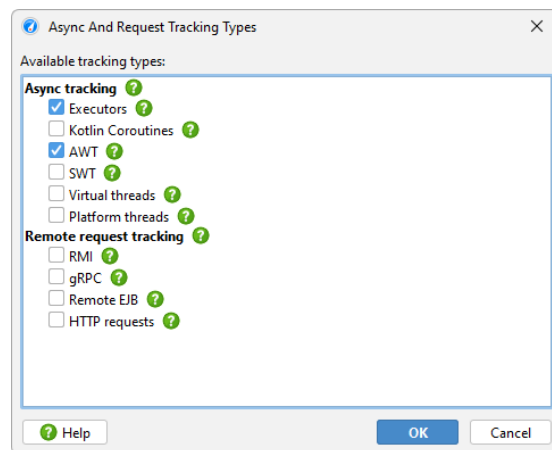 Async And Request Tracking Types
Available tracking types:
Async tracking
Executors
Kotlin Coroutines
AWT
SWT
Virtual threads
Platform threads
Remote request tracking
RMI
gRPC
Remote EJB
HTTP requests
Help OK Cancel